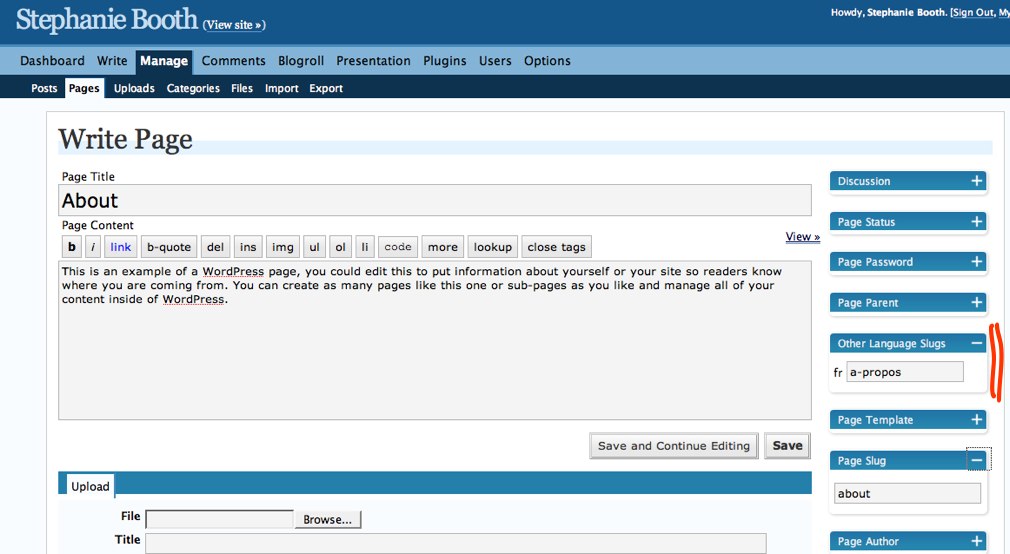 Stephanie Booth (View site »)
Howdy, Stephanie Booth. [Sign Out, My
Dashboard Write Manage Comments Blogroll Presentation Plugins Users Options
Posts Pages Uploads Categories Files Import Export
Write Page
Page Title
About
Page Content
b i link b-quote del ins img ul ol li code more lookup close tags
View »
This is an example of a WordPress page, you could edit this to put information about yourself or your site so readers know
where you are coming from. You can create as many pages like this one or sub-pages as you like and manage all of your
content inside of WordPress.
Save and Continue Editing Save
Upload
File Browse...
Title
Discussion +
Page Status +
Page Password +
Page Parent +
Other Language Slugs −
fr a-propos
Page Template +
Page Slug −
about
Page Author +